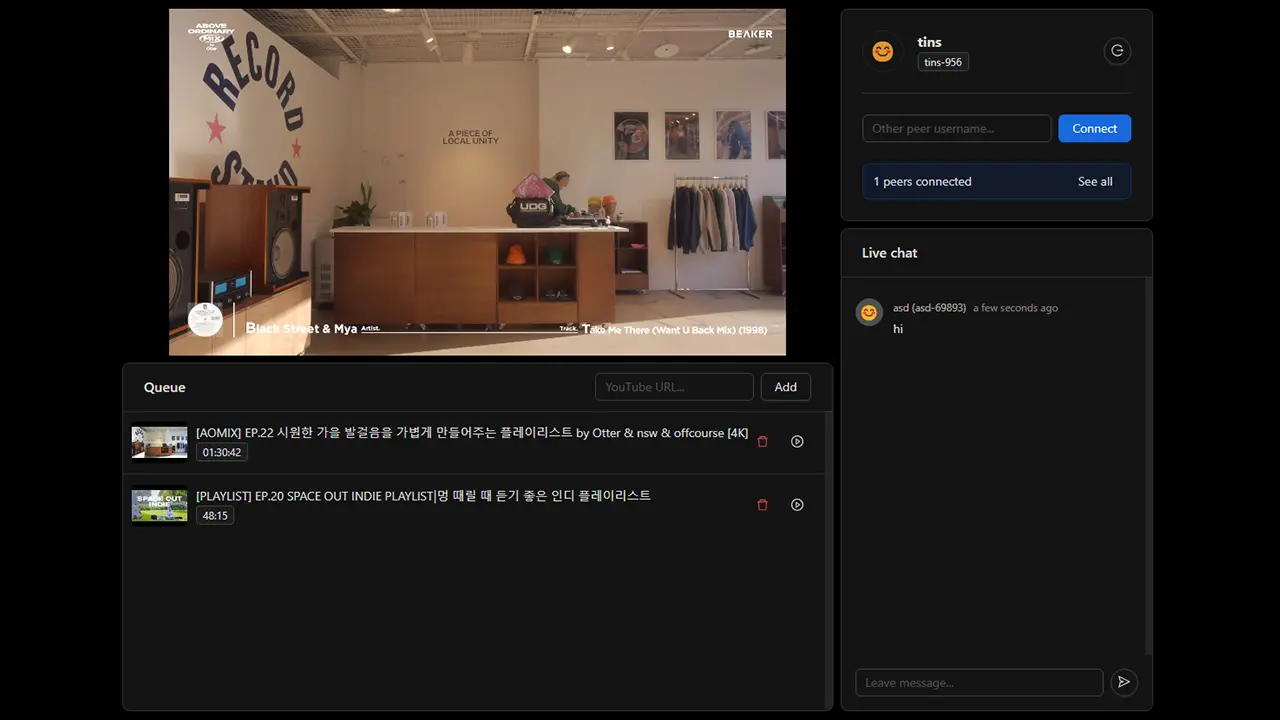 ABOVE
ORDINARY
MIX
by
Otter
BEAKER
RECORD
STAND
A PIECE OF
LOCAL UNITY
UDG
Black Street & Mya Artist.
Track. Take Me There (Want U Back Mix) (1998)
Queue
YouTube URL...
Add
[AOMIX] EP.22 시원한 가을 발걸음을 가볍게 만들어주는 플레이리스트 by Otter & nsw & offcourse [4K]
01:30:42
SPACE OUT
INDIE
[PLAYLIST] EP.20 SPACE OUT INDIE PLAYLIST|멍 때릴 때 듣기 좋은 인디 플레이리스트
48:15
tins
tins-956
Other peer username...
Connect
1 peers connected
See all
Live chat
asd (asd-69893) a few seconds ago
hi
Leave message...